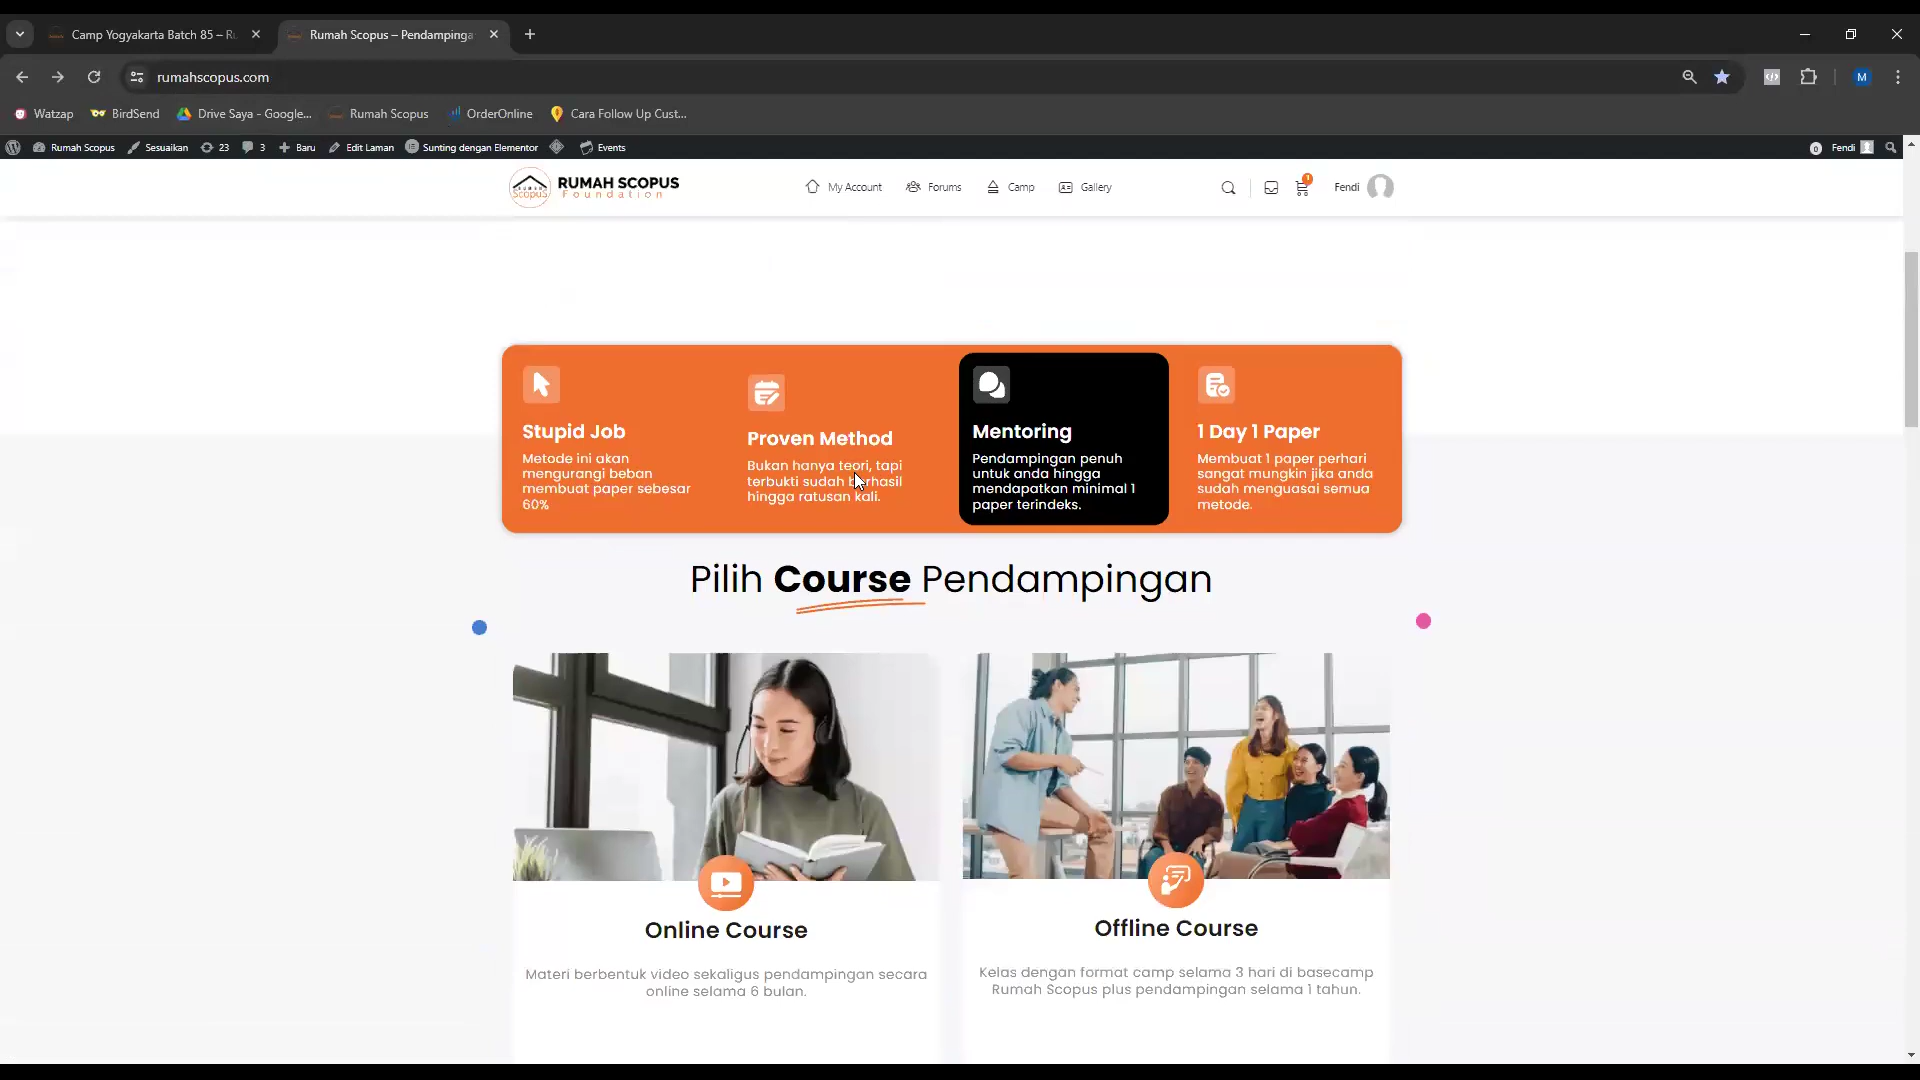 Camp Yogyakarta Batch 85 – R
Rumah Scopus – Pendampinga
rumahscopus.com
M
Watzap
BirdSend
Drive Saya - Google...
Rumah Scopus
OrderOnline
Cara Follow Up Cust...
Rumah Scopus
Sesuaikan
23
3
Baru
Edit Laman
Sunting dengan Elementor
Events
0
Fendi
RUMAH SCOPUS
Foundation
My Account
Forums
Camp
Gallery
1
Fendi
Stupid Job
Metode ini akan
mengurangi beban
membuat paper sebesar
60%
Proven Method
Bukan hanya teori, tapi
terbukti sudah berhasil
hingga ratusan kali.
Mentoring
Pendampingan penuh
untuk anda hingga
mendapatkan minimal 1
paper terindeks.
1 Day 1 Paper
Membuat 1 paper perhari
sangat mungkin jika anda
sudah menguasai semua
metode.
Pilih Course Pendampingan
Online Course
Materi berbentuk video sekaligus pendampingan secara
online selama 6 bulan.
Offline Course
Kelas dengan format camp selama 3 hari di basecamp
Rumah Scopus plus pendampingan selama 1 tahun.